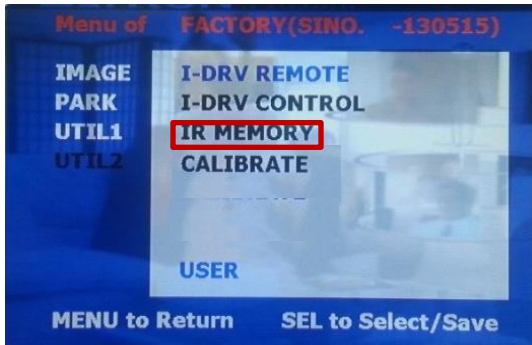 Menu of FACTORY(SINO. -130515)
IMAGE
PARK
UTIL1
UTIL2
I-DRV REMOTE
I-DRV CONTROL
IR MEMORY
CALIBRATE
USER
MENU to Return SEL to Select/Save